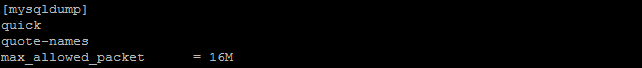 [mysqldump]
quick
quote-names
max_allowed_packet      = 16M